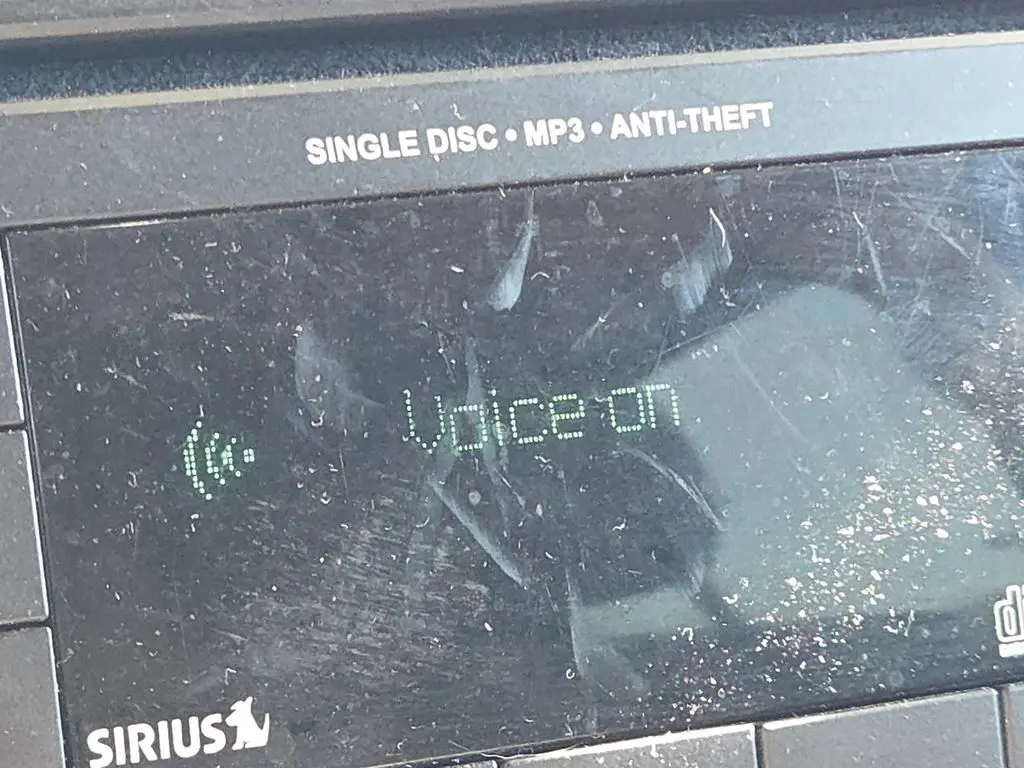 SINGLE DISC • MP3 • ANTI-THEFT
Voice on
SIRIUS